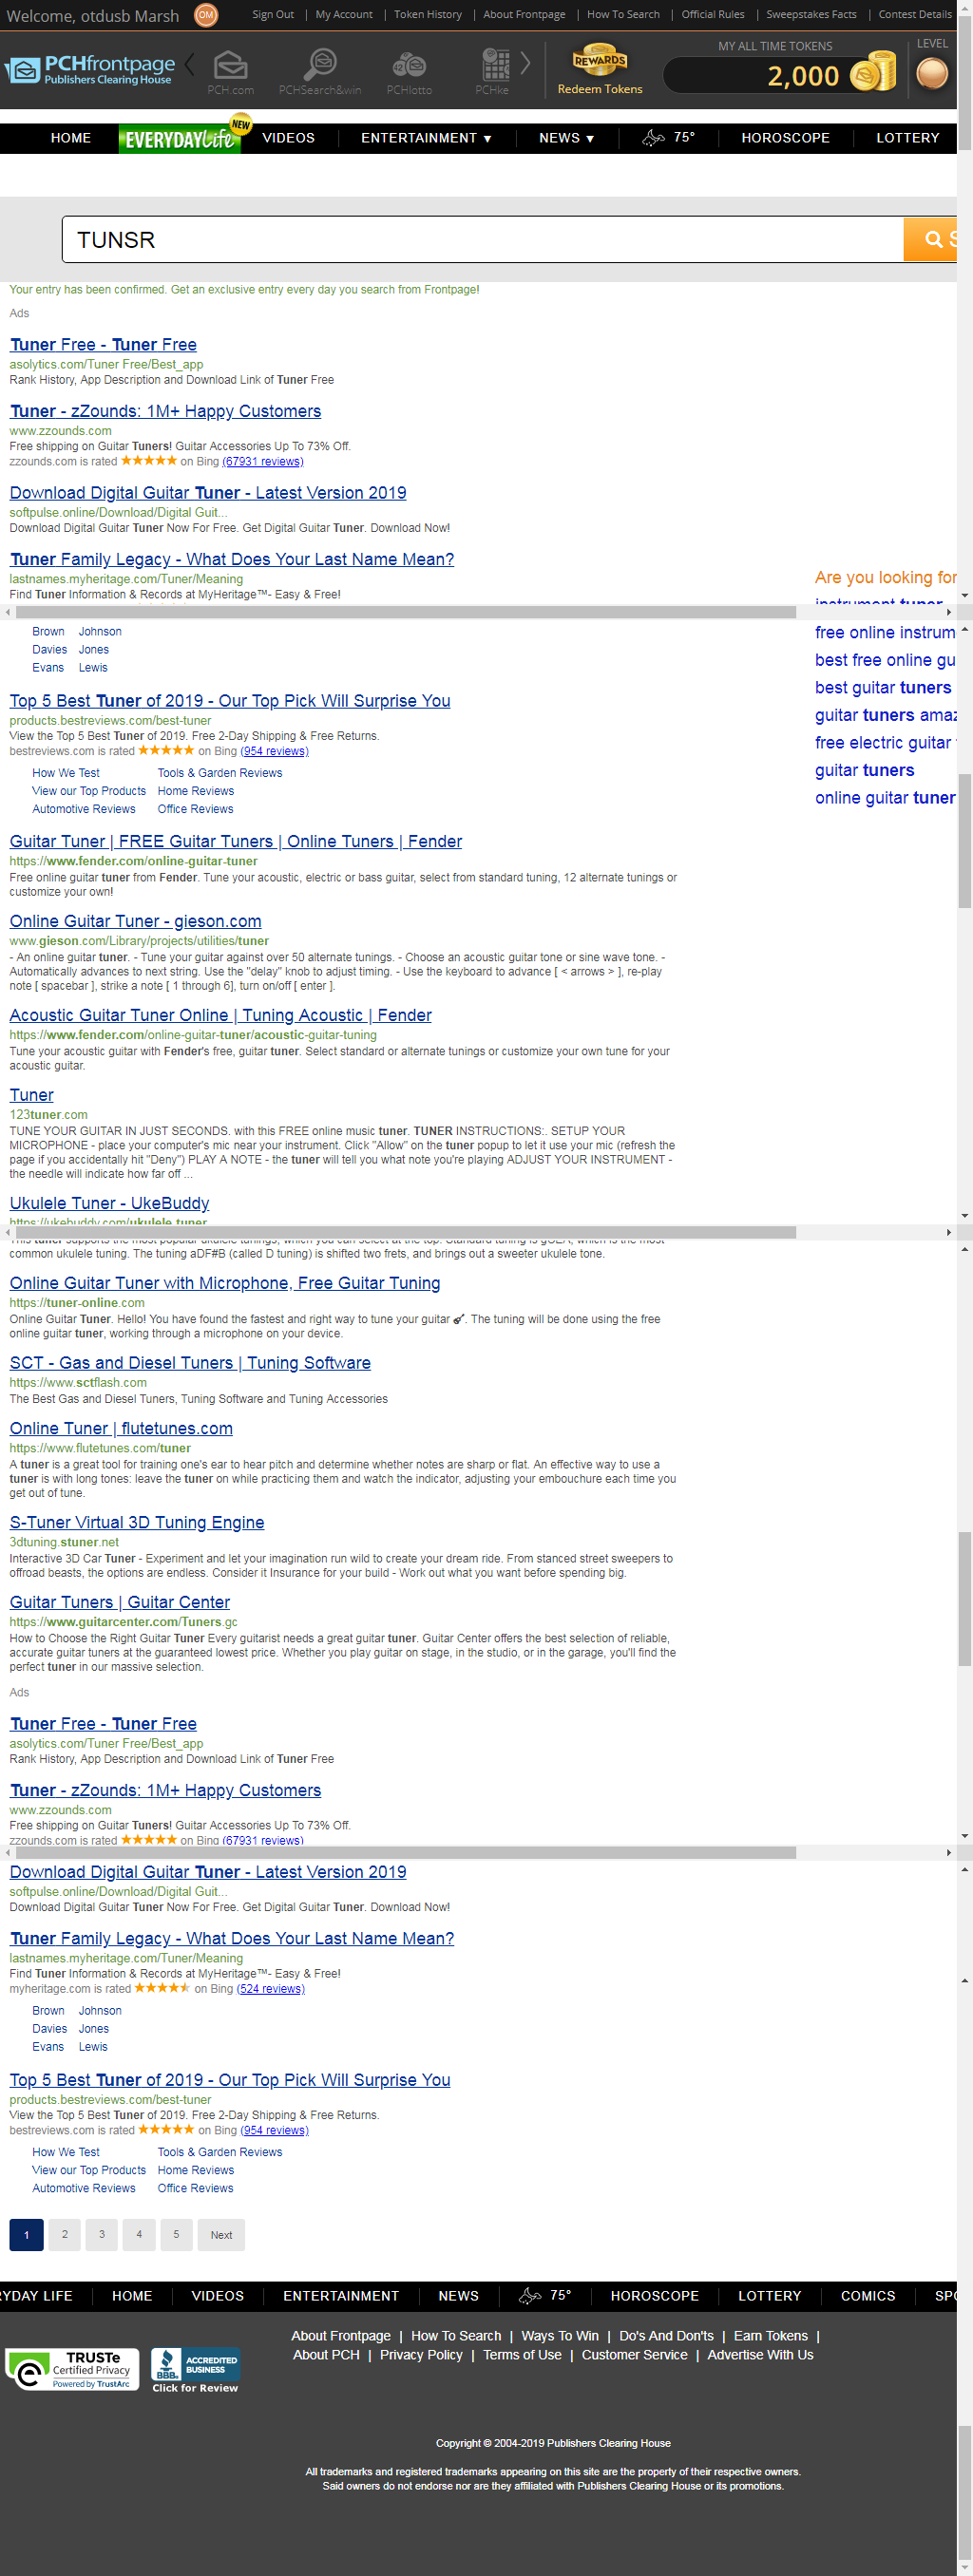 Welcome, otdusb Marsh OM Sign Out | My Account | Token History | About Frontpage | How To Search | Official Rules | Sweepstakes Facts | Contest Details
PCHfrontpage
Publishers Clearing House
PCH.com PCHSearch&win PCHlotto PCHke
REWARDS
Redeem Tokens
MY ALL TIME TOKENS
2,000
LEVEL
HOME EVERYDAY Life NEW VIDEOS ENTERTAINMENT ▼ NEWS ▼ 75° HOROSCOPE LOTTERY
TUNSR
Your entry has been confirmed. Get an exclusive entry every day you search from Frontpage!
Ads
Tuner Free - Tuner Free
asolytics.com/Tuner Free/Best_app
Rank History, App Description and Download Link of Tuner Free
Tuner - zZounds: 1M+ Happy Customers
www.zzounds.com
Free shipping on Guitar Tuners! Guitar Accessories Up To 73% Off.
zzounds.com is rated ★★★★★ on Bing (67931 reviews)
Download Digital Guitar Tuner - Latest Version 2019
softpulse.online/Download/Digital Guit...
Download Digital Guitar Tuner Now For Free. Get Digital Guitar Tuner. Download Now!
Tuner Family Legacy - What Does Your Last Name Mean?
lastnames.myheritage.com/Tuner/Meaning
Find Tuner Information & Records at MyHeritage™- Easy & Free!
Are you looking for
instrument tuner
Brown Johnson
Davies Jones
Evans Lewis
free online instrum
best free online gu
best guitar tuners
guitar tuners amaz
free electric guitar
guitar tuners
online guitar tuner
Top 5 Best Tuner of 2019 - Our Top Pick Will Surprise You
products.bestreviews.com/best-tuner
View the Top 5 Best Tuner of 2019. Free 2-Day Shipping & Free Returns.
bestreviews.com is rated ★★★★★ on Bing (954 reviews)
How We Test Tools & Garden Reviews
View our Top Products Home Reviews
Automotive Reviews Office Reviews
Guitar Tuner | FREE Guitar Tuners | Online Tuners | Fender
https://www.fender.com/online-guitar-tuner
Free online guitar tuner from Fender. Tune your acoustic, electric or bass guitar, select from standard tuning, 12 alternate tunings or
customize your own!
Online Guitar Tuner - gieson.com
www.gieson.com/Library/projects/utilities/tuner
- An online guitar tuner. - Tune your guitar against over 50 alternate tunings. - Choose an acoustic guitar tone or sine wave tone. -
Automatically advances to next string. Use the "delay" knob to adjust timing. - Use the keyboard to advance [ < arrows > ], re-play
note [ spacebar ], strike a note [ 1 through 6], turn on/off [ enter ].
Acoustic Guitar Tuner Online | Tuning Acoustic | Fender
https://www.fender.com/online-guitar-tuner/acoustic-guitar-tuning
Tune your acoustic guitar with Fender's free, guitar tuner. Select standard or alternate tunings or customize your own tune for your
acoustic guitar.
Tuner
123tuner.com
TUNE YOUR GUITAR IN JUST SECONDS. with this FREE online music tuner. TUNER INSTRUCTIONS:. SETUP YOUR
MICROPHONE - place your computer's mic near your instrument. Click "Allow" on the tuner popup to let it use your mic (refresh the
page if you accidentally hit "Deny") PLAY A NOTE - the tuner will tell you what note you're playing ADJUST YOUR INSTRUMENT -
the needle will indicate how far off ...
Ukulele Tuner - UkeBuddy
https://ukebuddy.com/ukulele-tuner
This tuner supports the most popular ukulele tunings, which you can select at the top. Standard tuning is gCEA, which is the most
common ukulele tuning. The tuning aDF#B (called D tuning) is shifted two frets, and brings out a sweeter ukulele tone.
Online Guitar Tuner with Microphone, Free Guitar Tuning
https://tuner-online.com
Online Guitar Tuner. Hello! You have found the fastest and right way to tune your guitar 🎸. The tuning will be done using the free
online guitar tuner, working through a microphone on your device.
SCT - Gas and Diesel Tuners | Tuning Software
https://www.sctflash.com
The Best Gas and Diesel Tuners, Tuning Software and Tuning Accessories
Online Tuner | flutetunes.com
https://www.flutetunes.com/tuner
A tuner is a great tool for training one's ear to hear pitch and determine whether notes are sharp or flat. An effective way to use a
tuner is with long tones: leave the tuner on while practicing them and watch the indicator, adjusting your embouchure each time you
get out of tune.
S-Tuner Virtual 3D Tuning Engine
3dtuning.stuner.net
Interactive 3D Car Tuner - Experiment and let your imagination run wild to create your dream ride. From stanced street sweepers to
offroad beasts, the options are endless. Consider it Insurance for your build - Work out what you want before spending big.
Guitar Tuners | Guitar Center
https://www.guitarcenter.com/Tuners.gc
How to Choose the Right Guitar Tuner Every guitarist needs a great guitar tuner. Guitar Center offers the best selection of reliable,
accurate guitar tuners at the guaranteed lowest price. Whether you play guitar on stage, in the studio, or in the garage, you'll find the
perfect tuner in our massive selection.
Ads
Tuner Free - Tuner Free
asolytics.com/Tuner Free/Best_app
Rank History, App Description and Download Link of Tuner Free
Tuner - zZounds: 1M+ Happy Customers
www.zzounds.com
Free shipping on Guitar Tuners! Guitar Accessories Up To 73% Off.
zzounds.com is rated ★★★★★ on Bing (67931 reviews)
Download Digital Guitar Tuner - Latest Version 2019
softpulse.online/Download/Digital Guit...
Download Digital Guitar Tuner Now For Free. Get Digital Guitar Tuner. Download Now!
Tuner Family Legacy - What Does Your Last Name Mean?
lastnames.myheritage.com/Tuner/Meaning
Find Tuner Information & Records at MyHeritage™- Easy & Free!
myheritage.com is rated ★★★★★ on Bing (524 reviews)
Brown Johnson
Davies Jones
Evans Lewis
Top 5 Best Tuner of 2019 - Our Top Pick Will Surprise You
products.bestreviews.com/best-tuner
View the Top 5 Best Tuner of 2019. Free 2-Day Shipping & Free Returns.
bestreviews.com is rated ★★★★★ on Bing (954 reviews)
How We Test Tools & Garden Reviews
View our Top Products Home Reviews
Automotive Reviews Office Reviews
1 2 3 4 5 Next
RYDAY LIFE HOME VIDEOS ENTERTAINMENT NEWS 75° HOROSCOPE LOTTERY COMICS SPO
About Frontpage | How To Search | Ways To Win | Do's And Don'ts | Earn Tokens |
About PCH | Privacy Policy | Terms of Use | Customer Service | Advertise With Us
TRUSTe
Certified Privacy
Powered by TrustArc
BBB
ACCREDITED
BUSINESS
Click for Review
Copyright © 2004-2019 Publishers Clearing House
All trademarks and registered trademarks appearing on this site are the property of their respective owners.
Said owners do not endorse nor are they affiliated with Publishers Clearing House or its promotions.